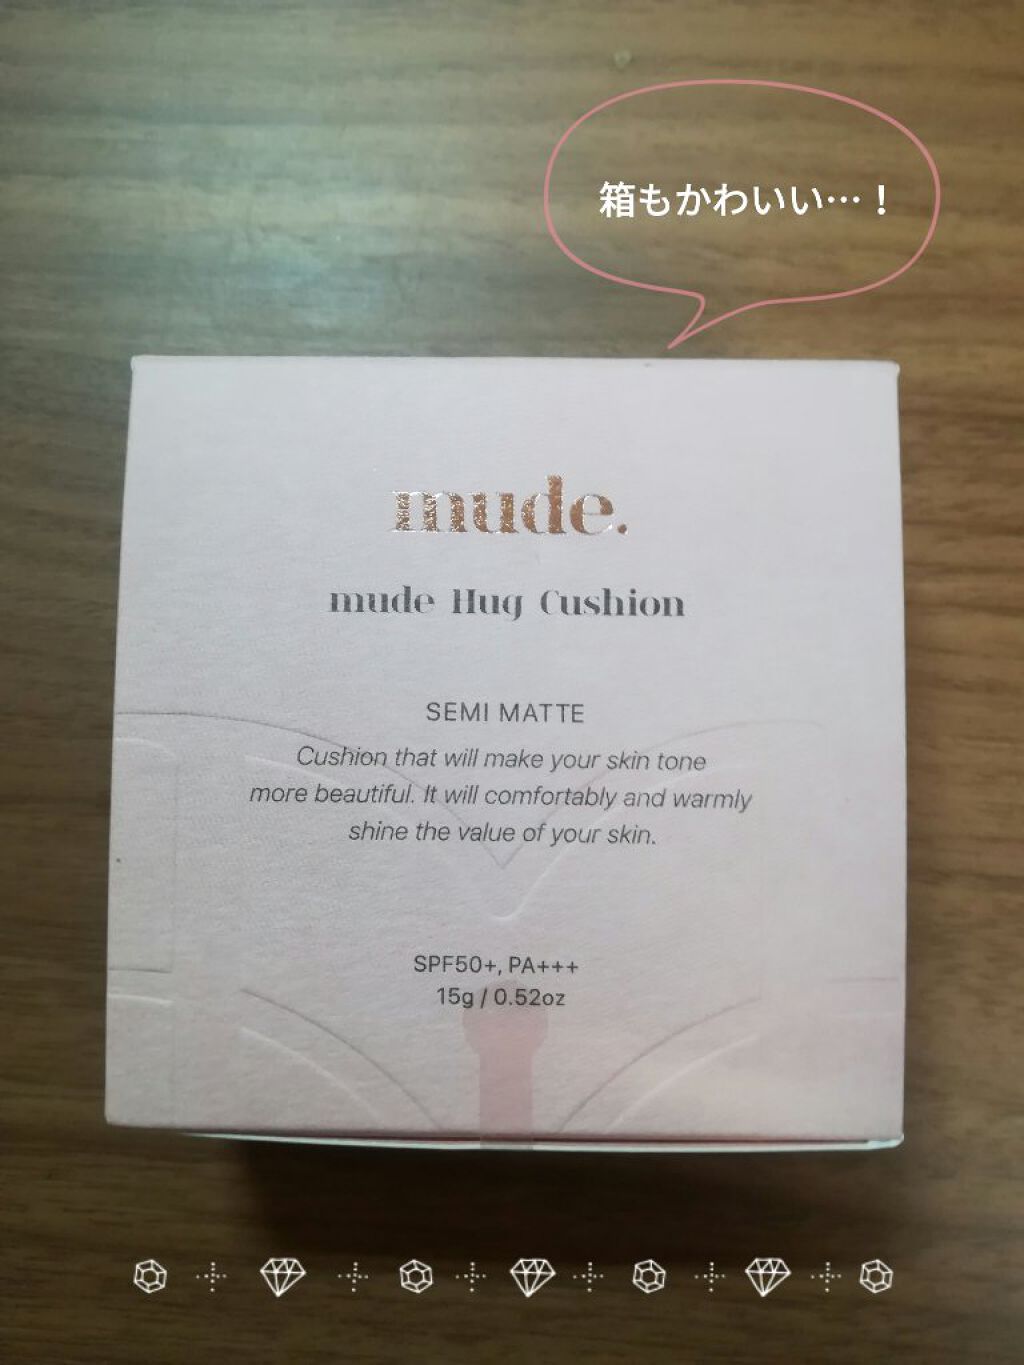 箱もかわいい…！
mude.
mude Hug Cushion
SEMI MATTE
Cushion that will make your skin tone
more beautiful. It will comfortably and warmly
shine the value of your skin.
SPF50+, PA+++
15g / 0.52oz